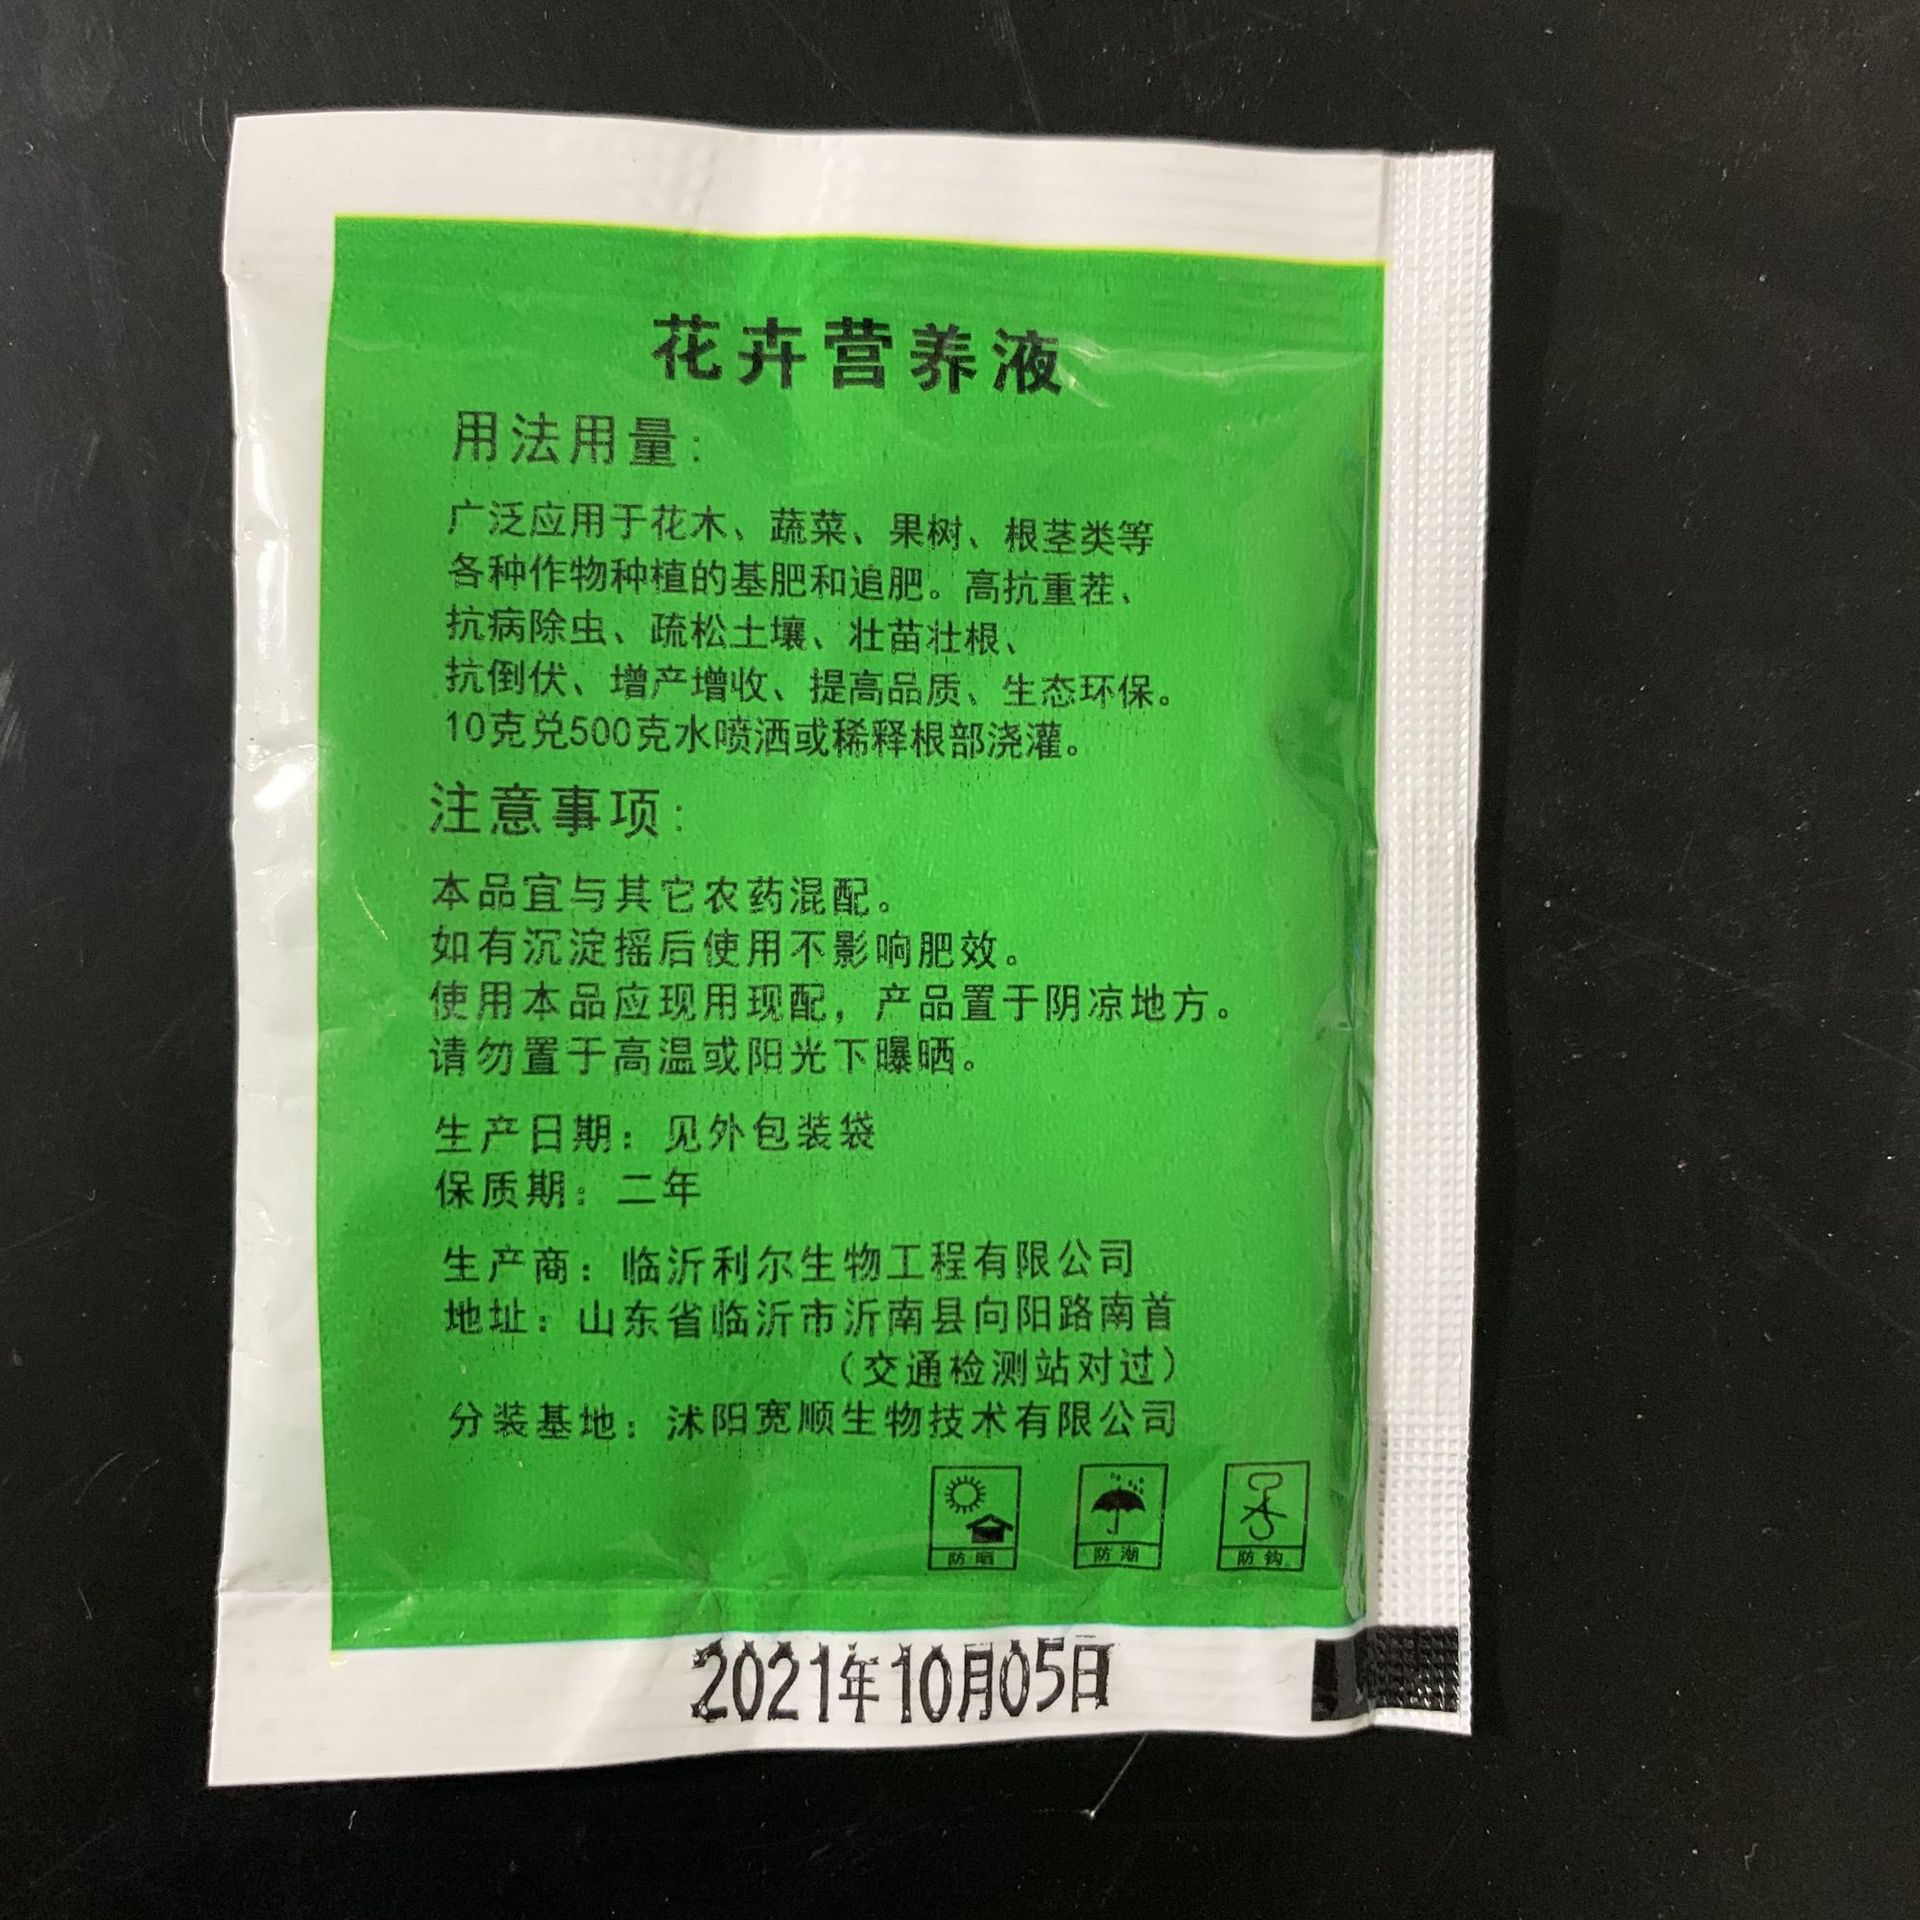 花卉营养液
用法用量:
广泛应用于花木、蔬菜、果树、根茎类等
各种作物种植的基肥和追肥。高抗重茬、
抗病除虫、疏松土壤、壮苗壮根、
抗倒伏、增产增收、提高品质、生态环保。
10克兑500克水喷洒或稀释根部浇灌。
注意事项:
本品宜与其它农药混配。
如有沉淀摇后使用不影响肥效。
使用本品应现用现配，产品置于阴凉地方。
请勿置于高温或阳光下曝晒。
生产日期：见外包装袋
保质期：二年
生产商：临沂利尔生物工程有限公司
地址：山东省临沂市沂南县向阳路南首
（交通检测站对过）
分装基地：沭阳宽顺生物技术有限公司
防晒 防潮 防钩
2021年10月05日